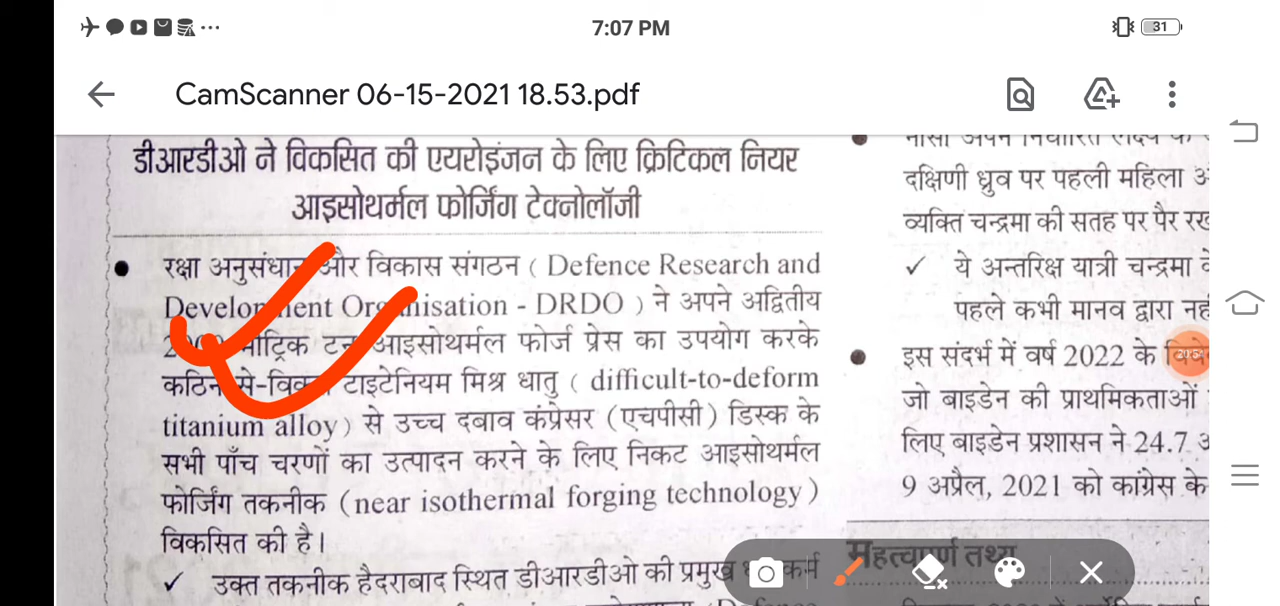 7:07 PM
31
CamScanner 06-15-2021 18.53.pdf
डीआरडीओ ने विकसित की एयरोइंजन के लिए क्रिटिकल नियर
आइसोथर्मल फोर्जिंग टेक्नोलॉजी
रक्षा अनुसंधान और विकास संगठन ( Defence Research and
Development Organisation - DRDO ) ने अपने अद्वितीय
मीट्रिक टन आइसोथर्मल फोर्ज प्रेस का उपयोग करके
कठिन से-विकृत टाइटेनियम मिश्र धातु ( difficult-to-deform
titanium alloy) से उच्च दबाव कंप्रेसर (एचपीसी) डिस्क के
सभी पाँच चरणों का उत्पादन करने के लिए निकट आइसोथर्मल
फोर्जिंग तकनीक (near isothermal forging technology)
विकसित की है।
✓ उक्त तकनीक हैदराबाद स्थित डीआरडीओ की प्रमुख
नासा अपने निर्धारित लक्ष्य के
दक्षिणी ध्रुव पर पहली महिला
व्यक्ति चन्द्रमा की सतह पर पैर
✓ ये अन्तरिक्ष यात्री चन्द्रमा
पहले कभी मानव द्वारा
इस संदर्भ में वर्ष 2022 के
जो बाइडेन की प्राथमिकताओं
लिए बाइडेन प्रशासन ने 24.7
9 अप्रैल, 2021 को कांग्रेस के
महत्वपूर्ण तथ्य